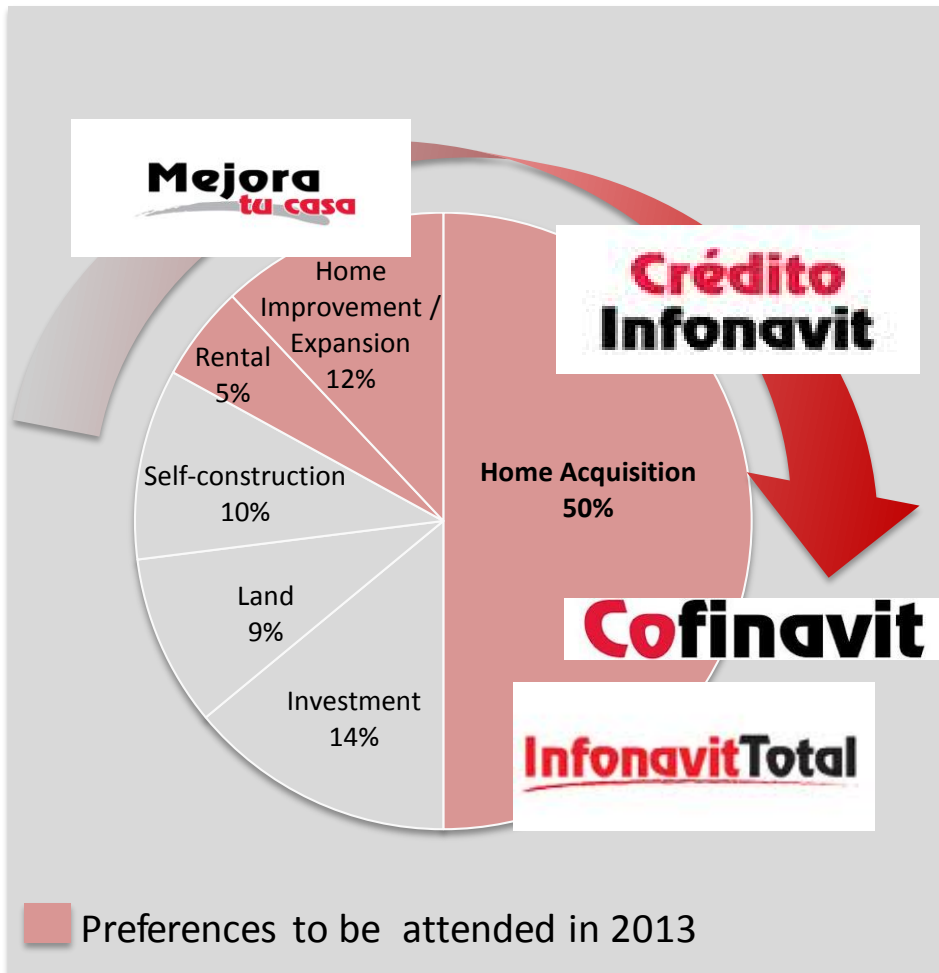 Mejora
tu casa
Crédito
Infonavit
Home
Improvement /
Expansion
12%
Rental
5%
Home Acquisition
50%
Self-construction
10%
Land
9%
Investment
14%
Cofinavit
InfonavitTotal
Preferences to be attended in 2013